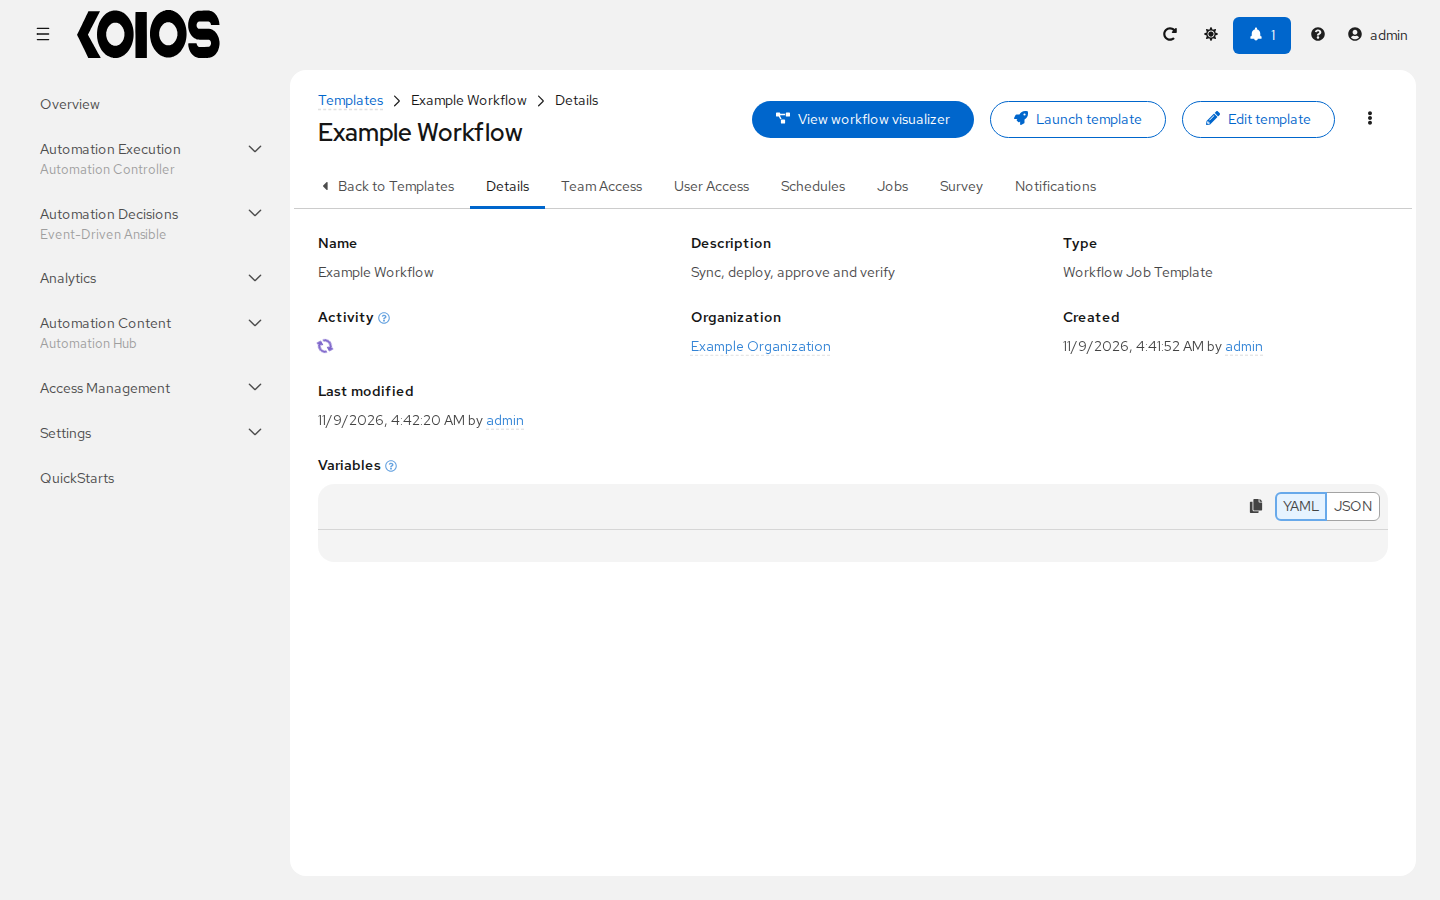 KOIOS
1
admin
Overview
Automation Execution
Automation Controller
Automation Decisions
Event-Driven Ansible
Analytics
Automation Content
Automation Hub
Access Management
Settings
QuickStarts
Templates > Example Workflow > Details
Example Workflow
View workflow visualizer
Launch template
Edit template
Back to Templates
Details
Team Access
User Access
Schedules
Jobs
Survey
Notifications
Name
Example Workflow
Description
Sync, deploy, approve and verify
Type
Workflow Job Template
Activity
Organization
Example Organization
Created
11/9/2026, 4:41:52 AM by admin
Last modified
11/9/2026, 4:42:20 AM by admin
Variables
YAML
JSON